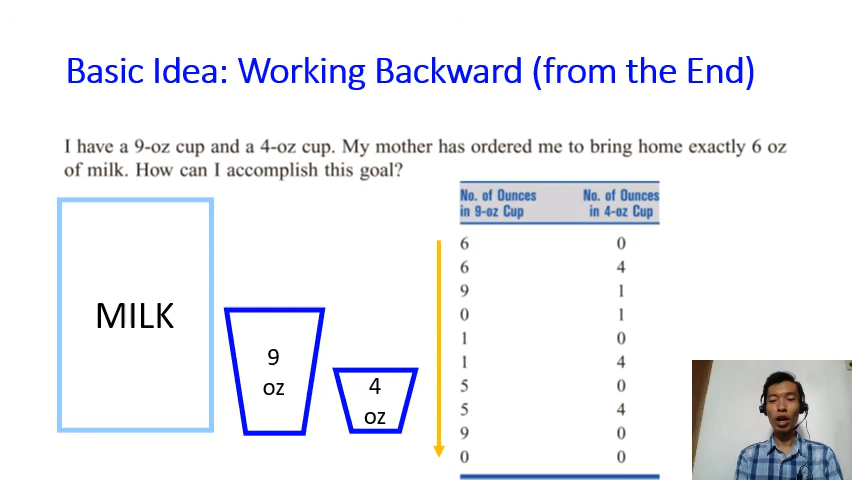 Basic Idea: Working Backward (from the End)
I have a 9-oz cup and a 4-oz cup. My mother has ordered me to bring home exactly 6 oz
of milk. How can I accomplish this goal?
No. of Ounces No. of Ounces
in 9-oz Cup in 4-oz Cup
6 0
6 4
9 1
0 1
1 0
1 4
5 0
5 4
9 0
0 0
MILK
9
oz
4
oz